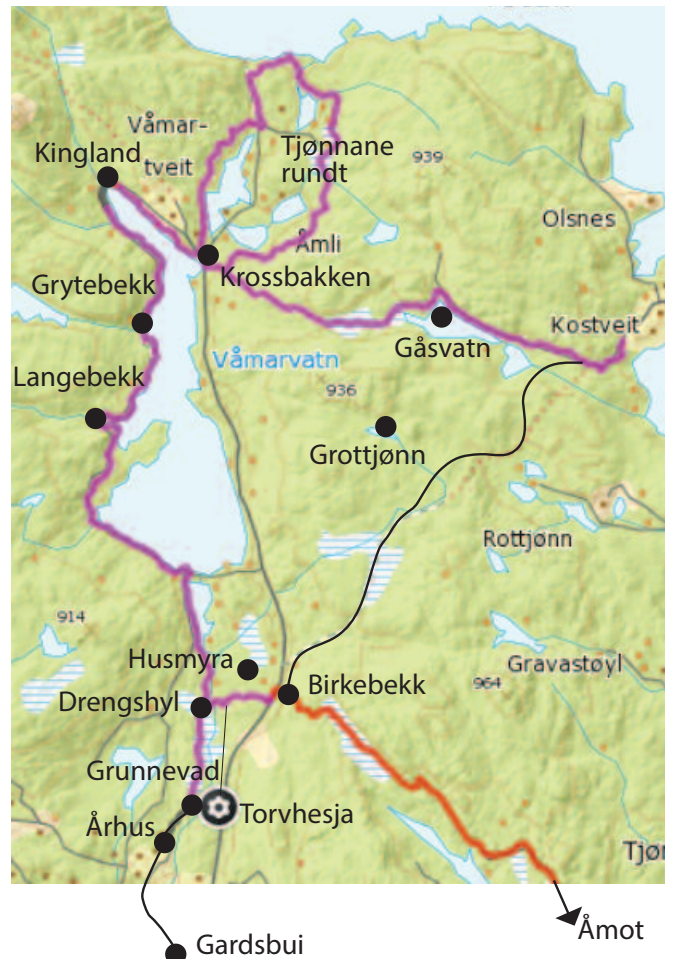 Våmar-
tveit
Kingland
Tjønnane
rundt
939
Olsnes
Åmli
Krossbakken
Grytebekk
Kostveit
Gåsvatn
Våmarvatn
Langebekk
936
Grottjønn
Rottjønn
914
Husmyra
Gravastøyl
964
Birkebekk
Drengshyl
Grunnevad
Torvhesja
Århus
Tjør
Åmot
Gardsbui